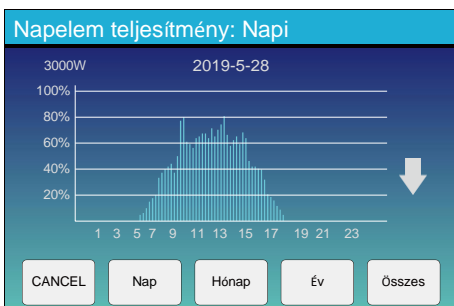 Napelem teljesítmény: Napi
3000W 2019-5-28
100%
80%
60%
40%
20%
1 3 5 7 9 11 13 15 17 19 21 23
CANCEL Nap Hónap Év Összes